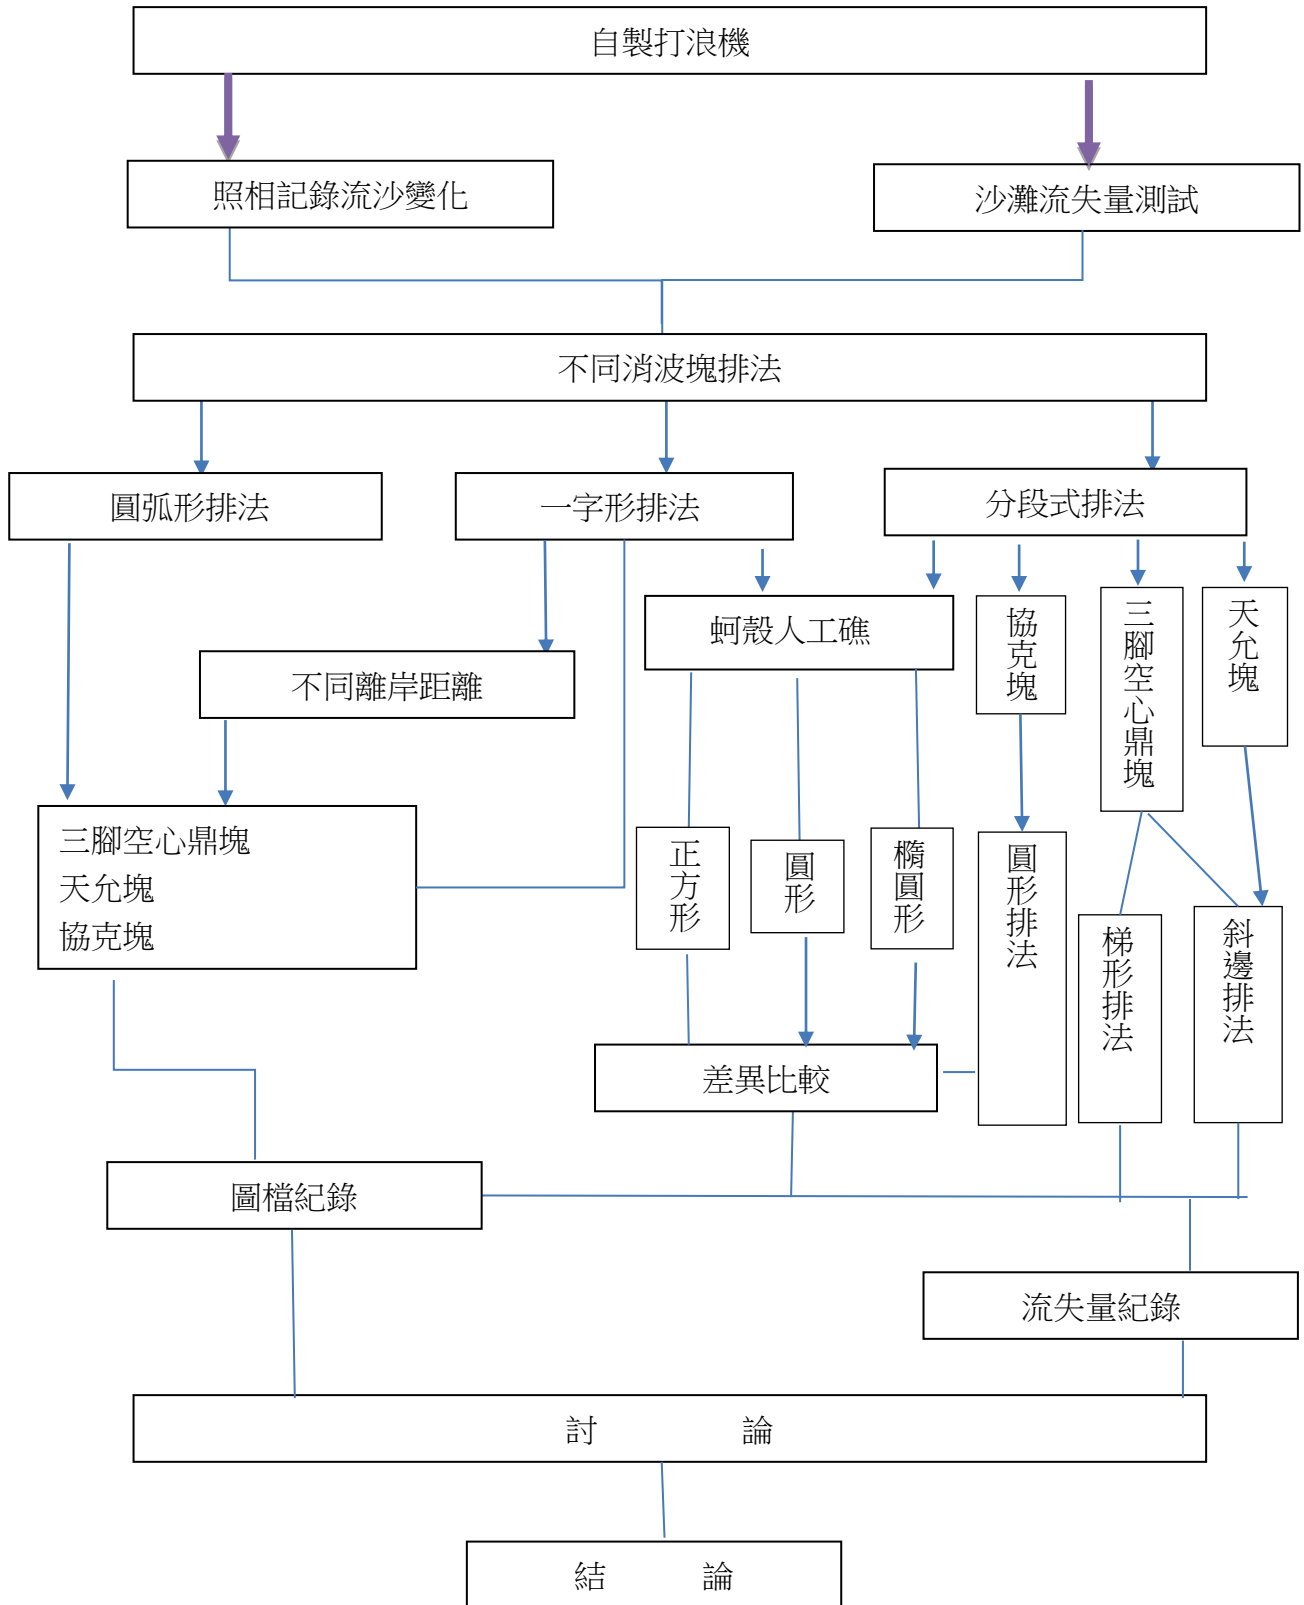 自製打浪機
照相記錄流沙變化
沙灘流失量測試
不同消波塊排法
圓弧形排法
一字形排法
分段式排法
蚵殼人工礁
協克塊
三腳空心鼎塊
天允塊
不同離岸距離
三腳空心鼎塊
天允塊
協克塊
正方形
圓形
橢圓形
圓形排法
梯形排法
斜邊排法
差異比較
圖檔紀錄
流失量紀錄
討 論
結 論